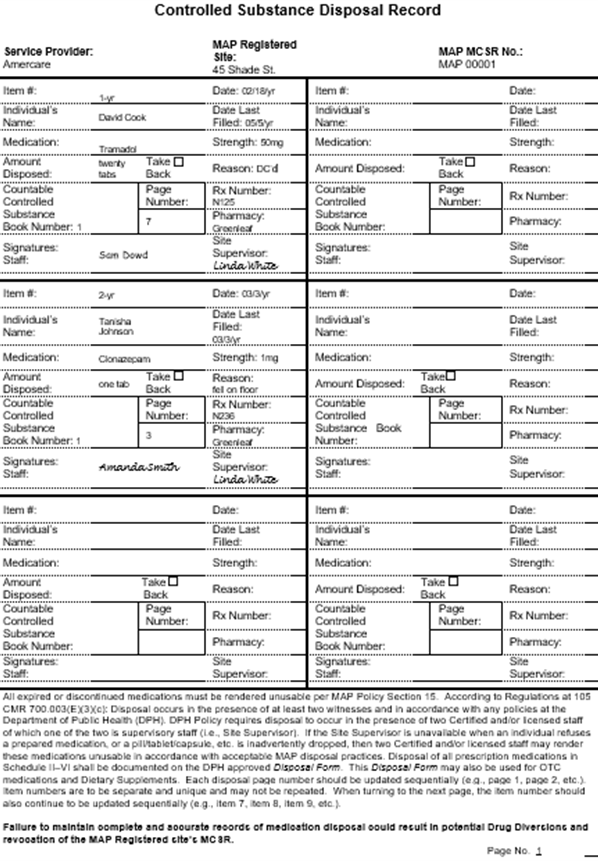 Controlled Substance Disposal Record
Service Provider:
Amercare
MAP Registered
Site:
45 Shade St.
MAP MCSR No.:
MAP 00001
Item #: 1-yr Date: 02/18/yr
Individual's
Name: David Cook
Date Last
Filled: 05/5/yr
Medication: Tramadol Strength: 50mg
Amount
Disposed: twenty
tabs
Take
Back
Reason: DC'd
Countable
Controlled
Substance
Book Number: 1
Page
Number:
7
Rx Number:
N125
Pharmacy:
Greenleaf
Signatures:
Staff: Sam Dowd
Site
Supervisor:
Linda White
Item #: Date:
Individual's
Name:
Date Last
Filled:
Medication: Strength:
Amount Disposed: Take
Back
Reason:
Countable
Controlled
Substance
Book Number:
Page
Number:
Rx Number:
Pharmacy:
Signatures:
Staff:
Site
Supervisor:
Item #: 2-yr Date: 03/3/yr
Individual's
Name: Tanisha
Johnson
Date Last
Filled:
03/3/yr
Medication: Clonazepam Strength: 1mg
Amount
Disposed: one tab
Take
Back
Reason:
fell on floor
Countable
Controlled
Substance
Book Number: 1
Page
Number:
3
Rx Number:
N236
Pharmacy:
Greenleaf
Signatures:
Staff: Amanda Smith
Site
Supervisor:
Linda White
Item #: Date:
Individual's
Name:
Date Last
Filled:
Medication: Strength:
Amount Disposed: Take
Back
Reason:
Countable
Controlled
Substance Book
Number:
Page
Number:
Rx Number:
Pharmacy:
Signatures:
Staff:
Site
Supervisor:
Item #: Date:
Individual's
Name:
Date Last
Filled:
Medication: Strength:
Amount
Disposed:
Take
Back
Reason:
Countable
Controlled
Substance
Book Number:
Page
Number:
Rx Number:
Pharmacy:
Signatures:
Staff:
Site
Supervisor:
Item #: Date:
Individual's
Name:
Date Last
Filled:
Medication: Strength:
Amount Disposed: Take
Back
Reason:
Countable
Controlled
Substance
Book Number:
Page
Number:
Rx Number:
Pharmacy:
Signatures:
Staff:
Site
Supervisor:
All expired or discontinued medications must be rendered unusable per MAP Policy Section 15. According to Regulations at 105
CMR 700.003(E)(3)(c): Disposal occurs in the presence of at least two witnesses and in accordance with any policies at the
Department of Public Health (DPH). DPH Policy requires disposal to occur in the presence of two Certified and/or licensed staff
of which one of the two is supervisory staff (i.e., Site Supervisor). If the Site Supervisor is unavailable when an individual refuses
a prepared medication, or a pill/tablet/capsule, etc. is inadvertently dropped, then two Certified and/or licensed staff may render
these medications unusable in accordance with acceptable MAP disposal practices. Disposal of all prescription medications in
Schedule II–VI shall be documented on the DPH approved Disposal Form. This Disposal Form may also be used for OTC
medications and Dietary Supplements. Each disposal page number should be updated sequentially (e.g., page 1, page 2, etc.).
Item numbers are to be separate and unique and may not be repeated. When turning to the next page, the item number should
also continue to be updated sequentially (e.g., item 7, item 8, item 9, etc.).
Failure to maintain complete and accurate records of medication disposal could result in potential Drug Diversions and
revocation of the MAP Registered site's MCSR.
Page No. 1